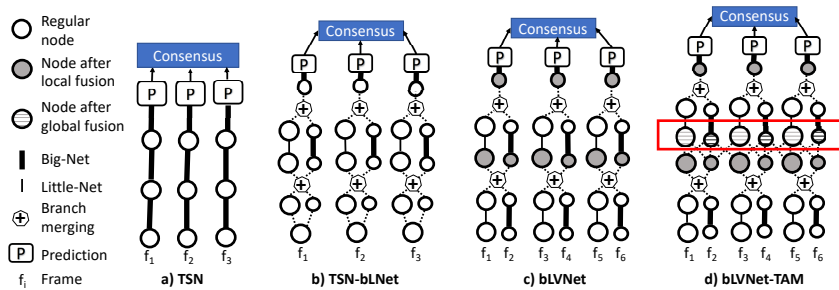 Regular
node
Node after
local fusion
Node after
global fusion
Big-Net
Little-Net
Branch
merging
P Prediction
fi Frame
Consensus
P P P
f1 f2 f3
a) TSN
Consensus
P P P
f1 f2 f3
b) TSN-bLNet
Consensus
P P P
f1 f2 f3 f4 f5 f6
c) bLVNet
Consensus
P P P
f1 f2 f3 f4 f5 f6
d) bLVNet-TAM